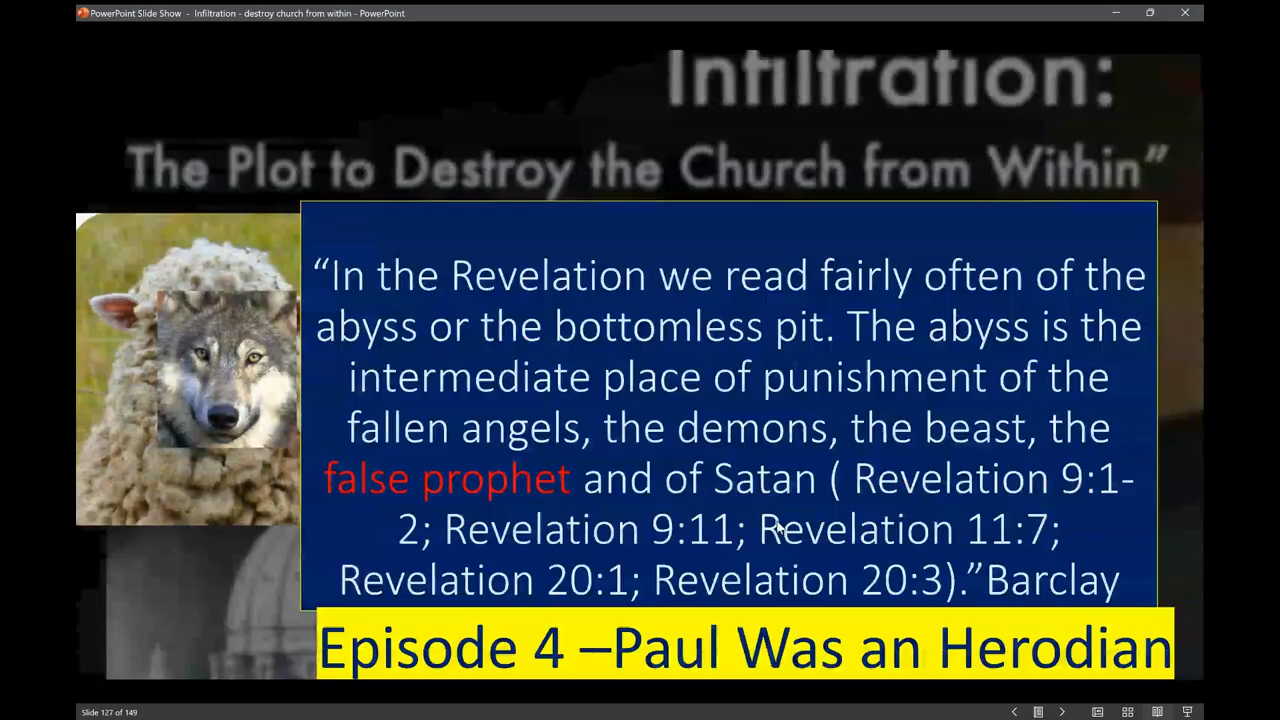 PowerPoint Slide Show - Infiltration - destroy church from within - PowerPoint
Infiltration:
The Plot to Destroy the Church from Within”
“In the Revelation we read fairly often of the
abyss or the bottomless pit. The abyss is the
intermediate place of punishment of the
fallen angels, the demons, the beast, the
false prophet and of Satan ( Revelation 9:1-
2; Revelation 9:11; Revelation 11:7;
Revelation 20:1; Revelation 20:3).”Barclay
Episode 4 –Paul Was an Herodian
Slide 127 of 149